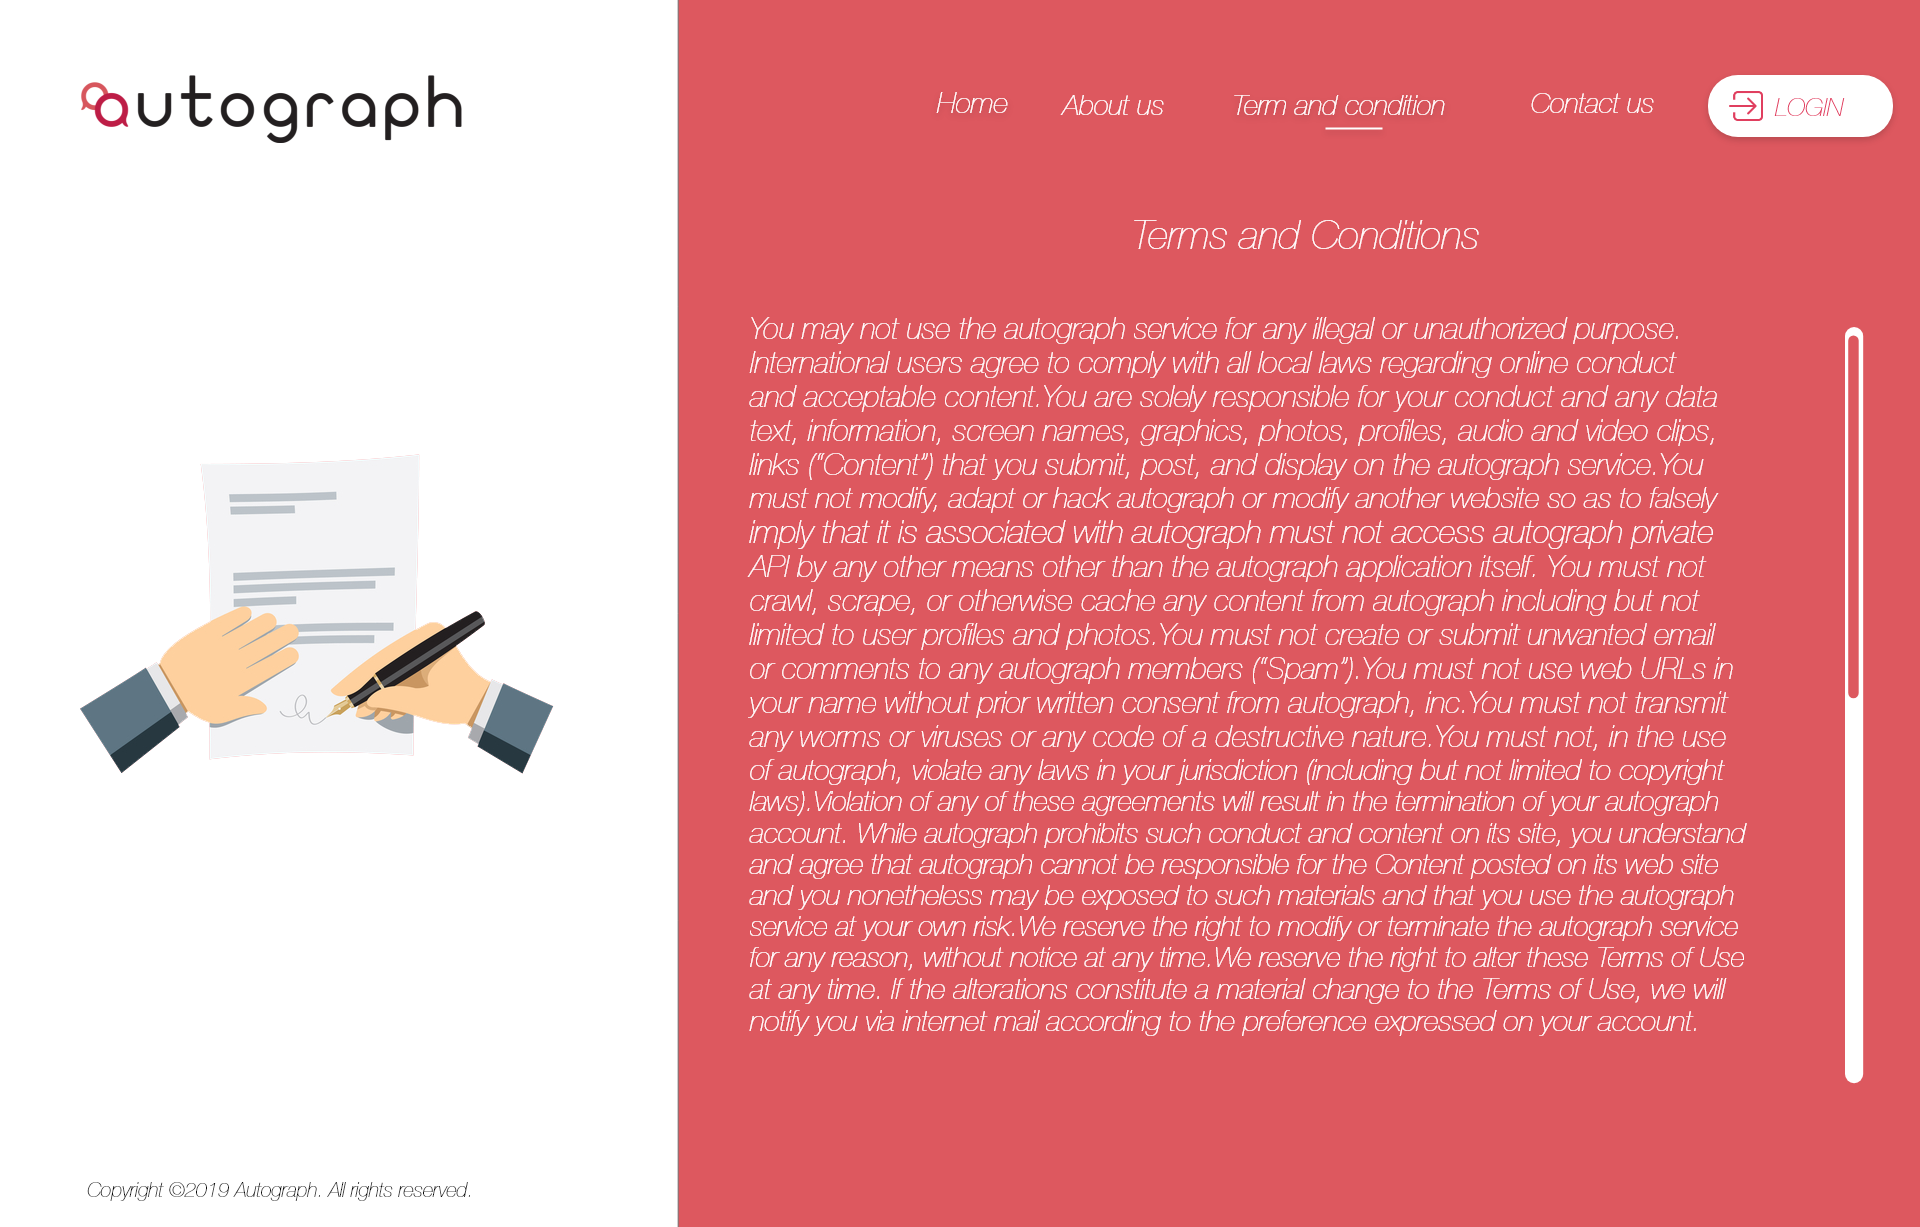 autograph
Home About us Term and condition Contact us LOGIN
Terms and Conditions
You may not use the autograph service for any illegal or unauthorized purpose.
International users agree to comply with all local laws regarding online conduct
and acceptable content.You are solely responsible for your conduct and any data
text, information, screen names, graphics, photos, profiles, audio and video clips,
links ("Content") that you submit, post, and display on the autograph service.You
must not modify, adapt or hack autograph or modify another website so as to falsely
imply that it is associated with autograph must not access autograph private
API by any other means other than the autograph application itself. You must not
crawl, scrape, or otherwise cache any content from autograph including but not
limited to user profiles and photos.You must not create or submit unwanted email
or comments to any autograph members ("Spam").You must not use web URLs in
your name without prior written consent from autograph, inc.You must not transmit
any worms or viruses or any code of a destructive nature.You must not, in the use
of autograph, violate any laws in your jurisdiction (including but not limited to copyright
laws).Violation of any of these agreements will result in the termination of your autograph
account. While autograph prohibits such conduct and content on its site, you understand
and agree that autograph cannot be responsible for the Content posted on its web site
and you nonetheless may be exposed to such materials and that you use the autograph
service at your own risk.We reserve the right to modify or terminate the autograph service
for any reason, without notice at any time.We reserve the right to alter these Terms of Use
at any time. If the alterations constitute a material change to the Terms of Use, we will
notify you via internet mail according to the preference expressed on your account.
Copyright ©2019 Autograph. All rights reserved.